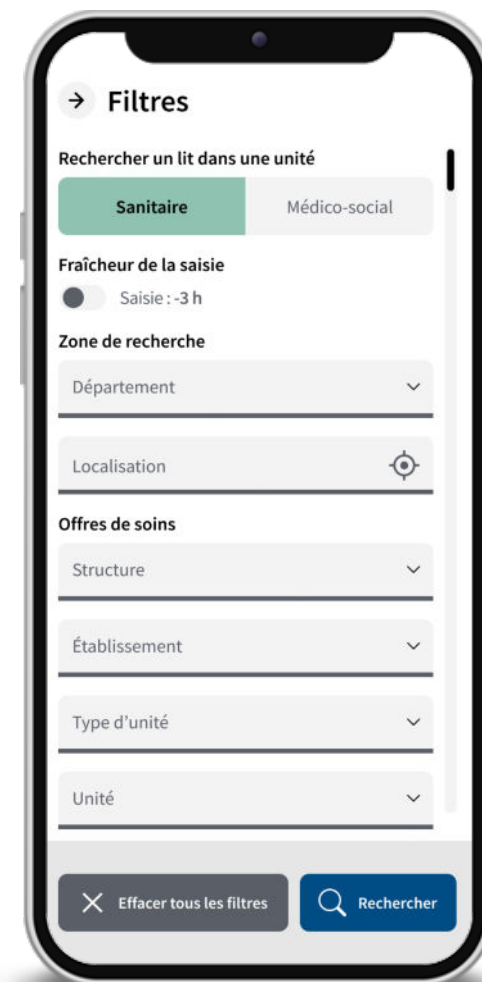 Filtres
Rechercher un lit dans une unité
Sanitaire
Médico-social
Fraîcheur de la saisie
Saisie : -3 h
Zone de recherche
Département
Localisation
Offres de soins
Structure
Établissement
Type d’unité
Unité
Effacer tous les filtres
Rechercher